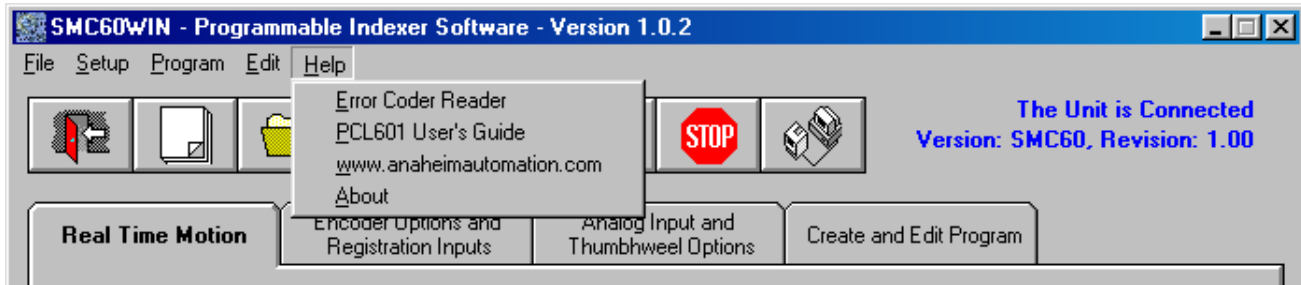 SMC60WIN - Programmable Indexer Software - Version 1.0.2
File Setup Program Edit Help
Error Coder Reader
PCL601 User's Guide
www.anaheimautomation.com
About
STOP
The Unit is Connected
Version: SMC60, Revision: 1.00
Real Time Motion
Encoder Options and
Registration Inputs
Analog Input and
Thumbhweel Options
Create and Edit Program